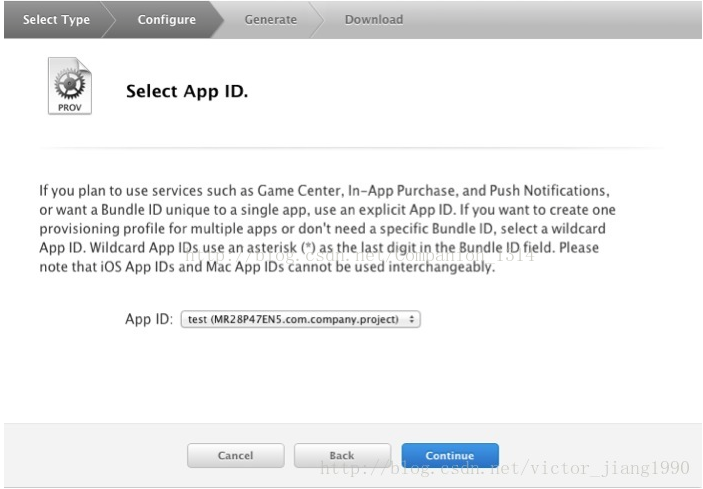 Select Type Configure Generate Download
PROV
Select App ID.
If you plan to use services such as Game Center, In-App Purchase, and Push Notifications,
or want a Bundle ID unique to a single app, use an explicit App ID. If you want to create one
provisioning profile for multiple apps or don't need a specific Bundle ID, select a wildcard
App ID. Wildcard App IDs use an asterisk (*) as the last digit in the Bundle ID field. Please
http://blog.csdn.net/Companion_1314
note that iOS App IDs and Mac App IDs cannot be used interchangeably.
App ID: test (MR28P47EN5.com.company.project)
Cancel Back Continue
http://blog.csdn.net/victor_jiang1990